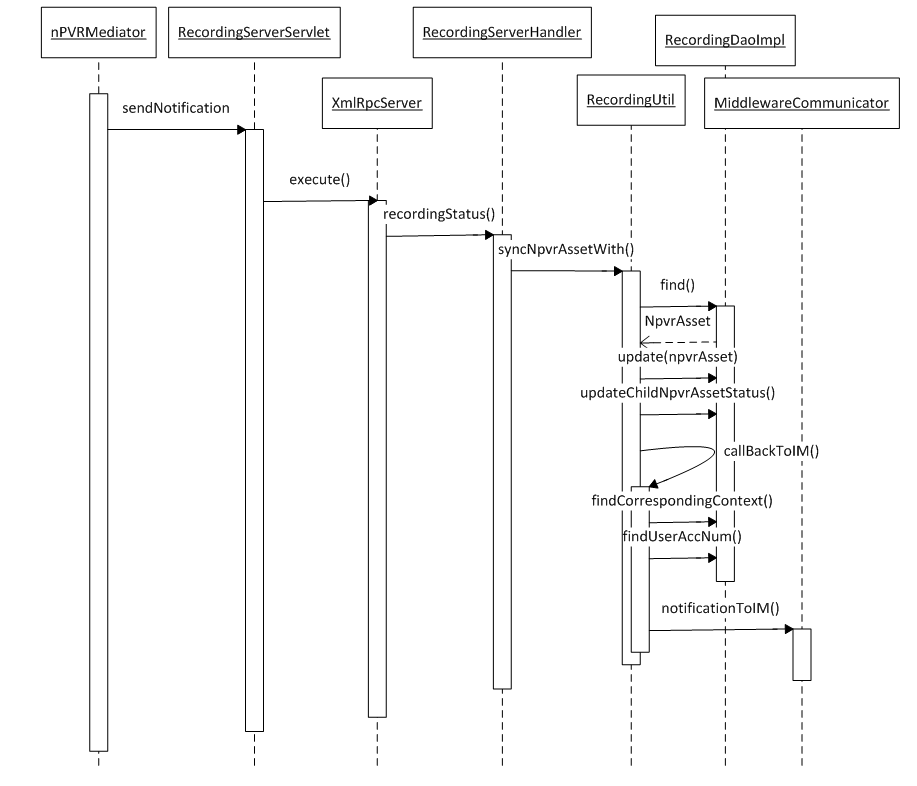 nPVRMediator
RecordingServerServlet
RecordingServerHandler
RecordingDaoImpl
XmlRpcServer
RecordingUtil
MiddlewareCommunicator
sendNotification
execute()
recordingStatus()
syncNpvrAssetWith()
find()
NpvrAsset
update(npvrAsset)
updateChildNpvrAssetStatus()
callBackToIM()
findCorrespondingContext()
findUserAccNum()
notificationToIM()